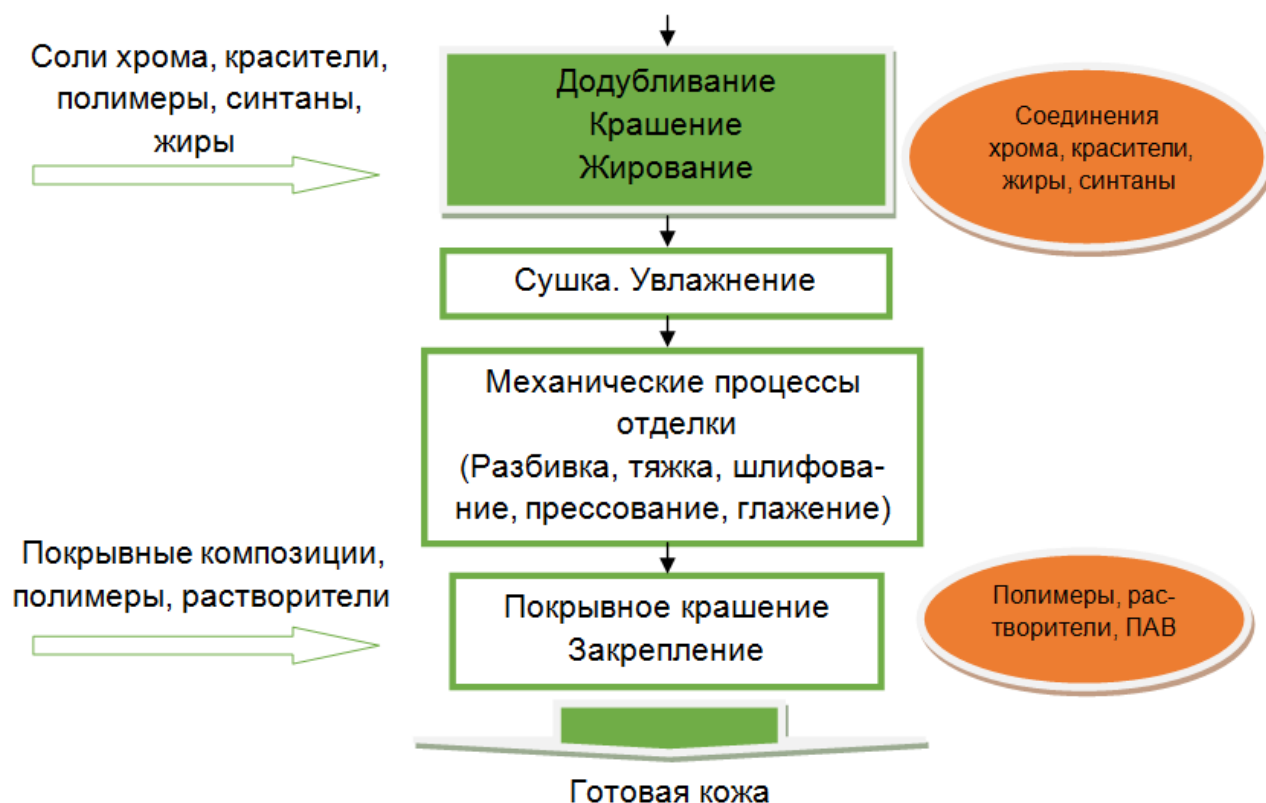 Соли хрома, красители,
полимеры, синтаны,
жиры
Додубливание
Крашение
Жирование
Соединения
хрома, красители,
жиры, синтаны
Сушка. Увлажнение
Механические процессы
отделки
(Разбивка, тяжка, шлифова-
ние, прессование, глажение)
Покрывные композиции,
полимеры, растворители
Покрывное крашение
Закрепление
Полимеры, рас-
творители, ПАВ
Готовая кожа